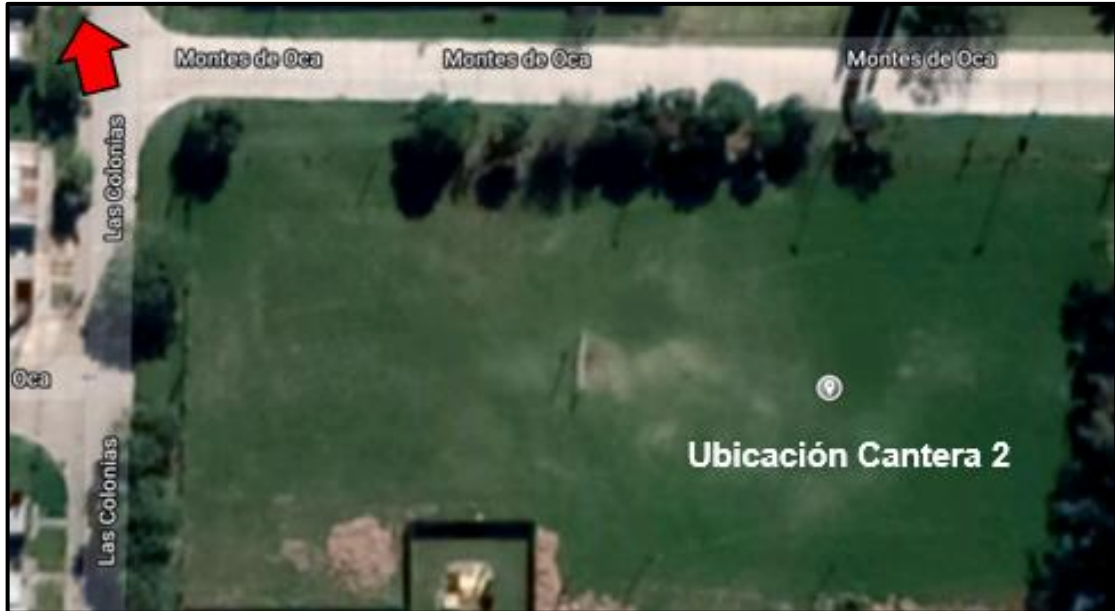 Montes de Oca
Montes de Oca
Montes de Oca
Las Colonias
Oca
Ubicación Cantera 2
Las Colonias